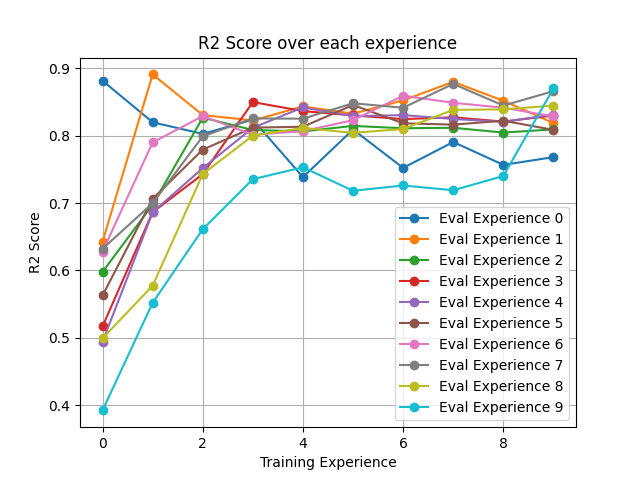 R2 Score over each experience
0.9
0.8
0.7
0.6
0.5
0.4
R2 Score
Eval Experience 0
Eval Experience 1
Eval Experience 2
Eval Experience 3
Eval Experience 4
Eval Experience 5
Eval Experience 6
Eval Experience 7
Eval Experience 8
Eval Experience 9
0 2 4 6 8
Training Experience